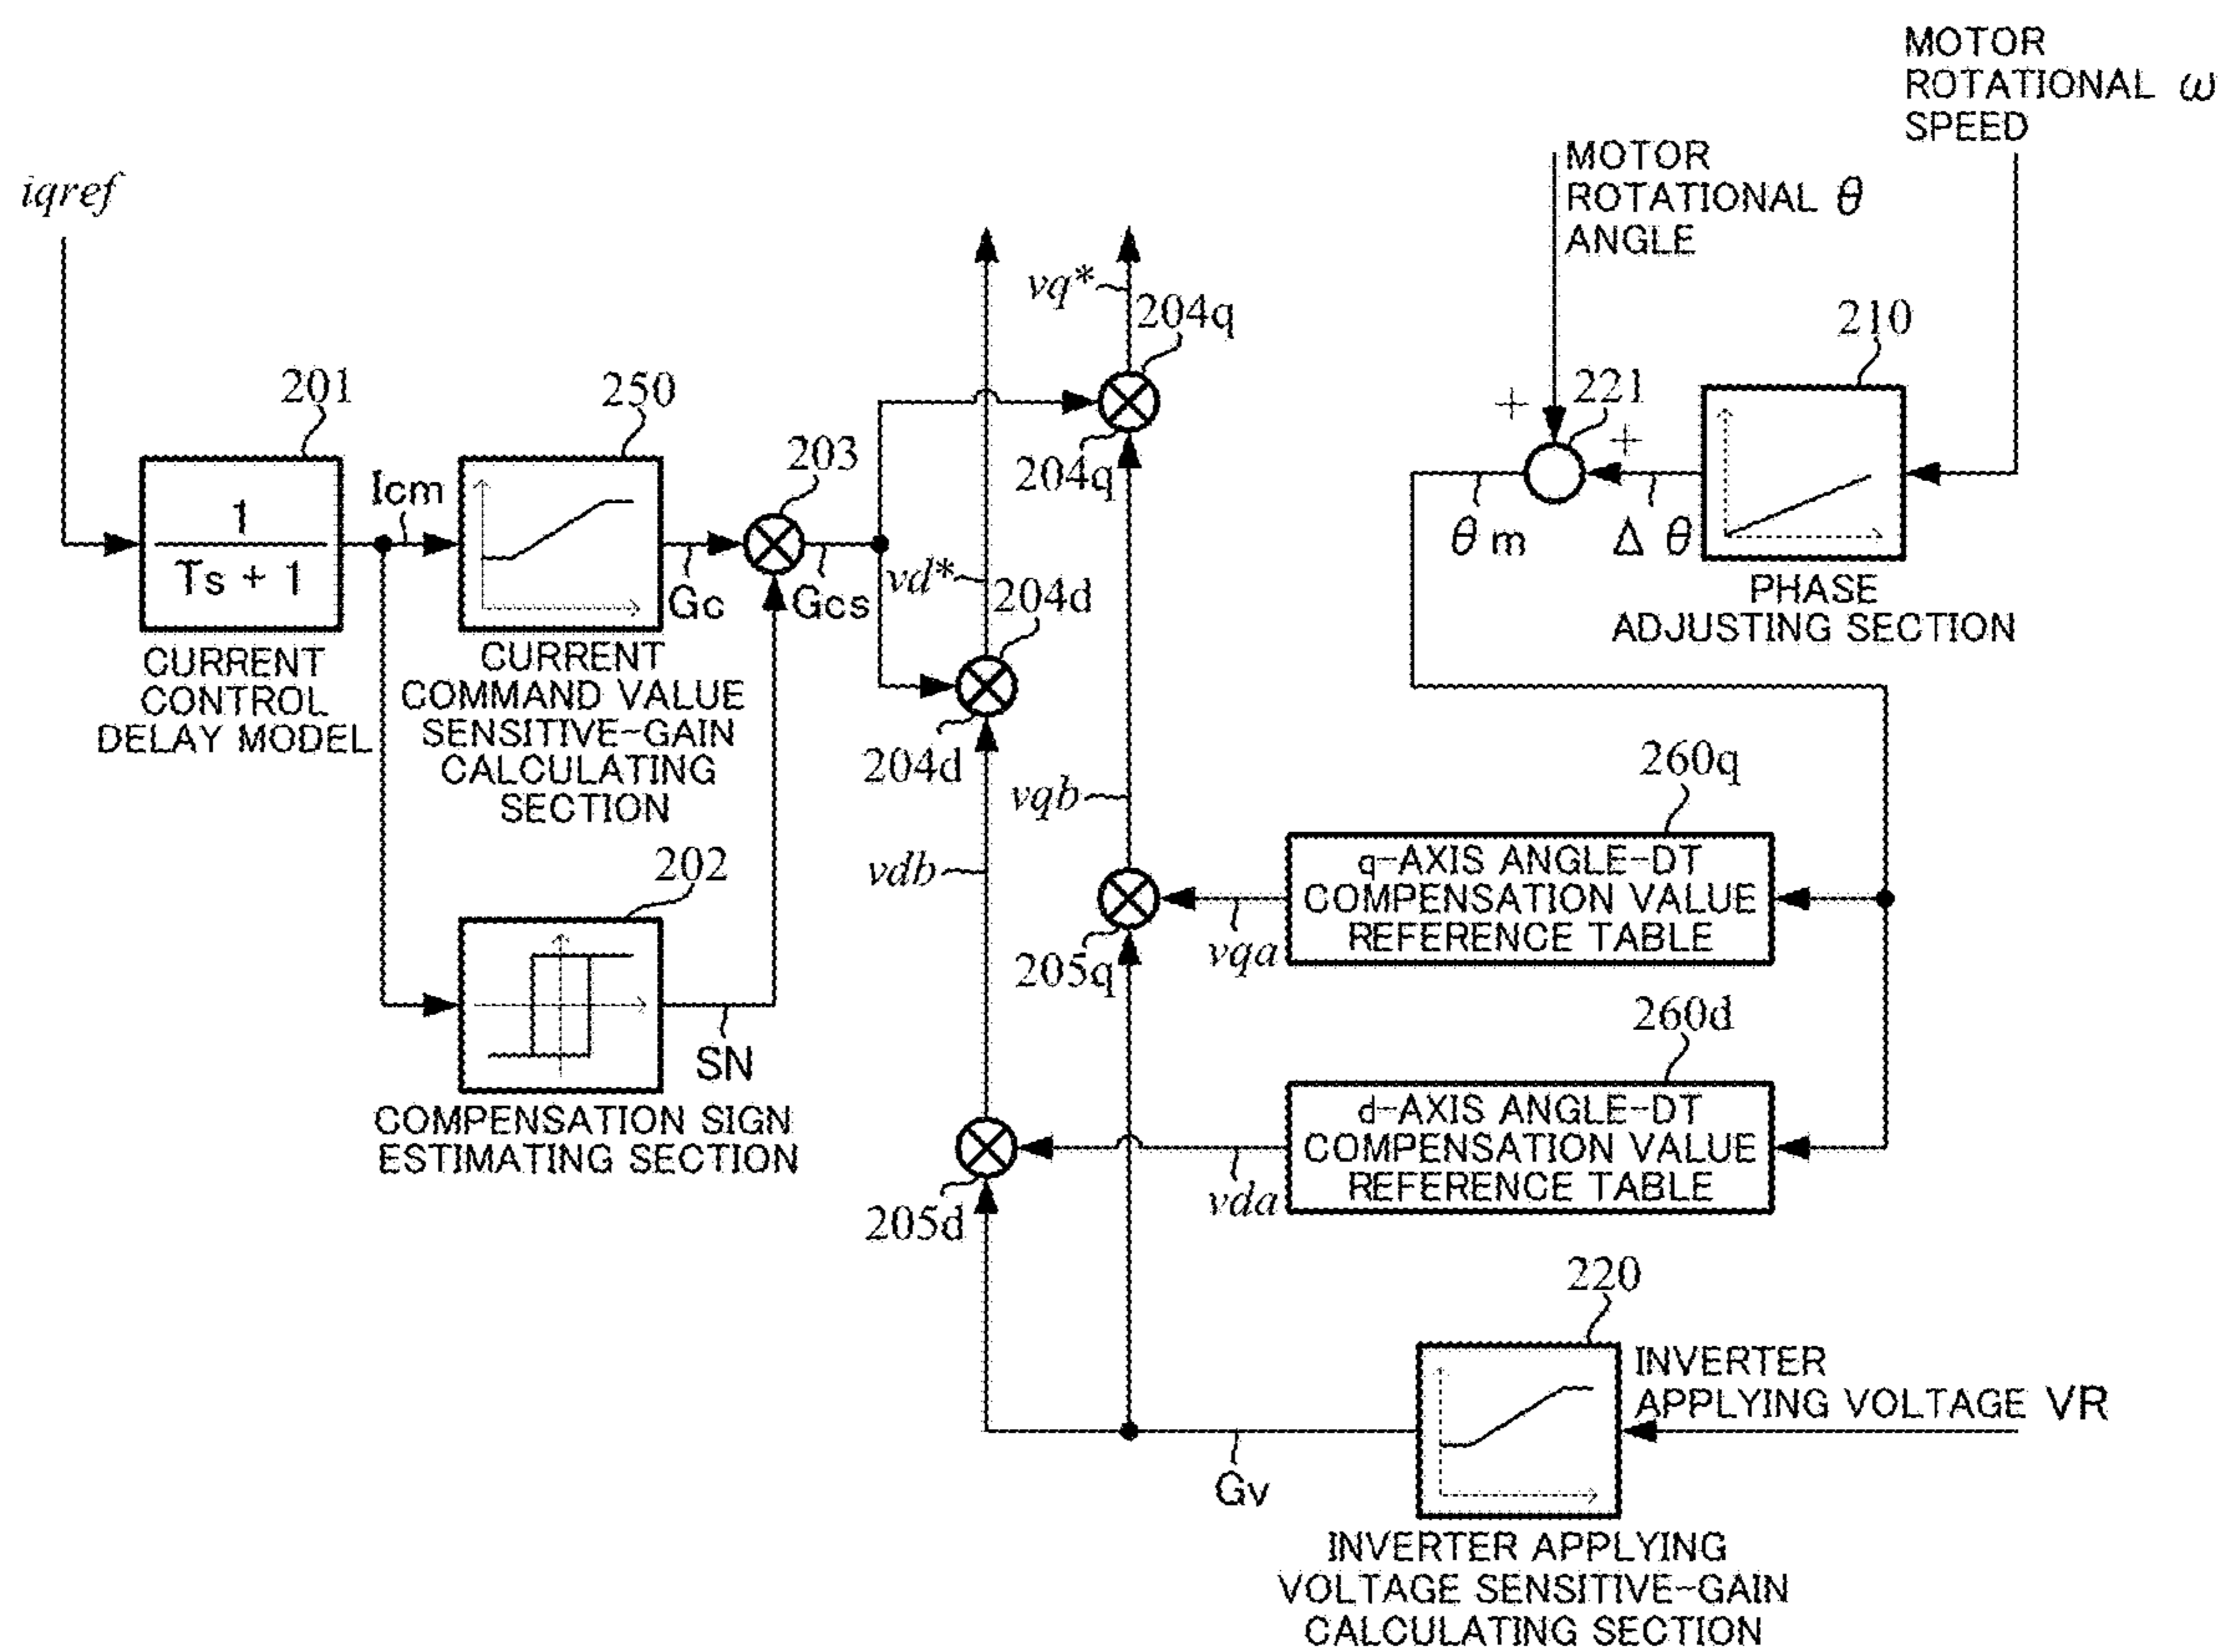 MOTOR
ROTATIONAL ω
SPEED
MOTOR
ROTATIONAL θ
ANGLE
iqref
vq*
204q
210
201
250
221
+
+
203
204q
Icm
1
Ts + 1
θm
Δθ
Gc
Gcs
vd*
204d
PHASE
ADJUSTING SECTION
CURRENT
CONTROL
DELAY MODEL
CURRENT
COMMAND VALUE
SENSITIVE-GAIN
CALCULATING
SECTION
204d
260q
vqb
202
vdb
q-AXIS ANGLE-DT
COMPENSATION VALUE
REFERENCE TABLE
205q
vqa
260d
SN
COMPENSATION SIGN
ESTIMATING SECTION
d-AXIS ANGLE-DT
COMPENSATION VALUE
REFERENCE TABLE
205d
vda
220
INVERTER
APPLYING VOLTAGE VR
Gv
INVERTER APPLYING
VOLTAGE SENSITIVE-GAIN
CALCULATING SECTION